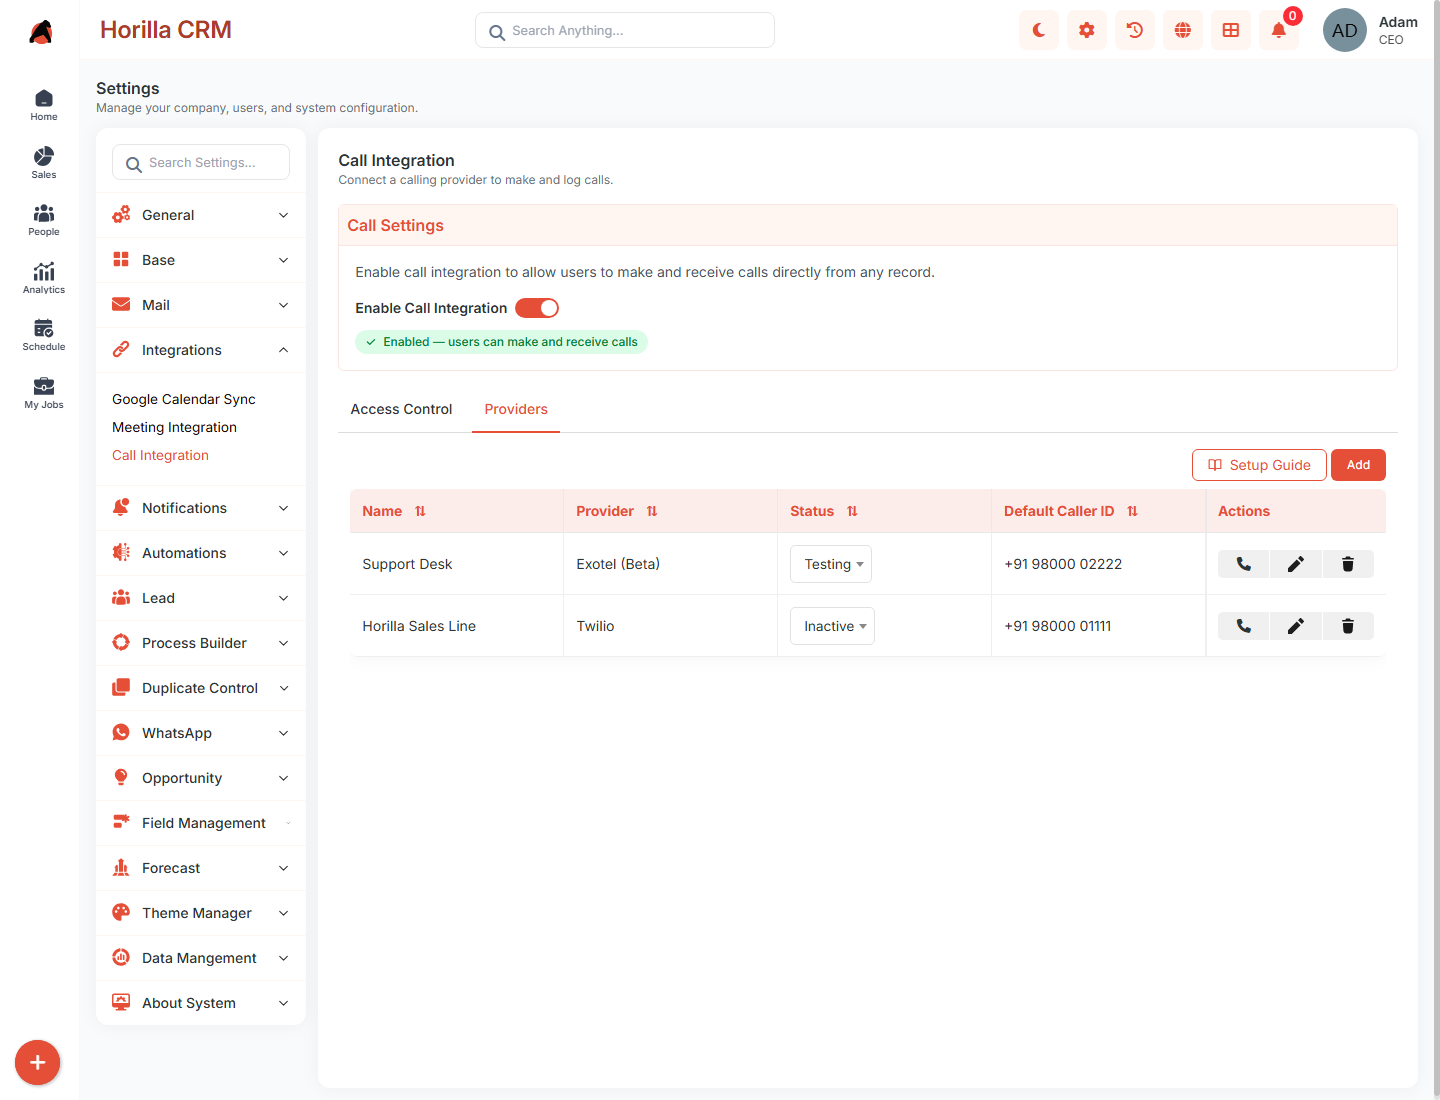 Horilla CRM
Search Anything...
0
AD
Adam
CEO
Home
Sales
People
Analytics
Schedule
My Jobs
Settings
Manage your company, users, and system configuration.
Search Settings...
General
Base
Mail
Integrations
Google Calendar Sync
Meeting Integration
Call Integration
Notifications
Automations
Lead
Process Builder
Duplicate Control
WhatsApp
Opportunity
Field Management
Forecast
Theme Manager
Data Mangement
About System
Call Integration
Connect a calling provider to make and log calls.
Call Settings
Enable call integration to allow users to make and receive calls directly from any record.
Enable Call Integration
Enabled — users can make and receive calls
Access Control Providers
Setup Guide Add
Name Provider Status Default Caller ID Actions
Support Desk Exotel (Beta) Testing +91 98000 02222
Horilla Sales Line Twilio Inactive +91 98000 01111